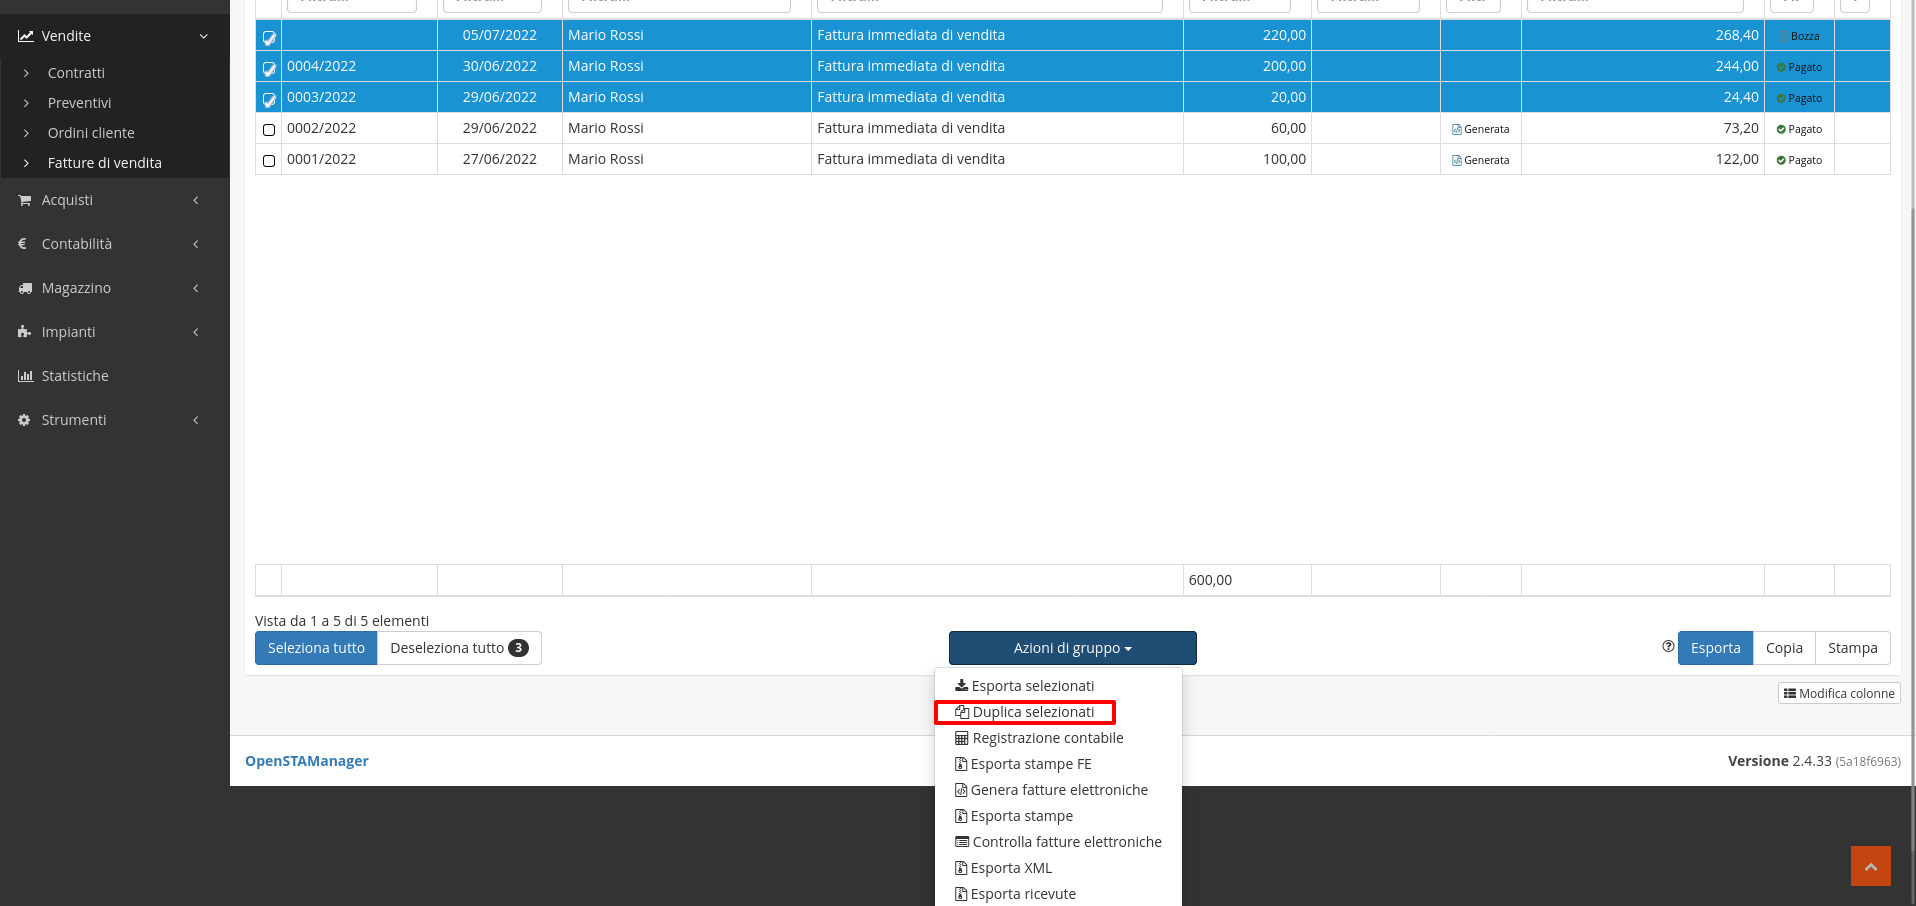 Vendite
Contratti
Preventivi
Ordini cliente
Fatture di vendita
Acquisti
Contabilità
Magazzino
Impianti
Statistiche
Strumenti
05/07/2022 Mario Rossi Fattura immediata di vendita 220,00 268,40 Bozza
0004/2022 30/06/2022 Mario Rossi Fattura immediata di vendita 200,00 244,00 Pagato
0003/2022 29/06/2022 Mario Rossi Fattura immediata di vendita 20,00 24,40 Pagato
0002/2022 29/06/2022 Mario Rossi Fattura immediata di vendita 60,00 Generata 73,20 Pagato
0001/2022 27/06/2022 Mario Rossi Fattura immediata di vendita 100,00 Generata 122,00 Pagato
600,00
Vista da 1 a 5 di 5 elementi
Seleziona tutto Deseleziona tutto 3 Azioni di gruppo Esporta Copia Stampa
Esporta selezionati
Duplica selezionati
Registrazione contabile
Esporta stampe FE
Genera fatture elettroniche
Esporta stampe
Controlla fatture elettroniche
Esporta XML
Esporta ricevute
Modifica colonne
OpenSTAManager Versione 2.4.33 (5a18f6963)